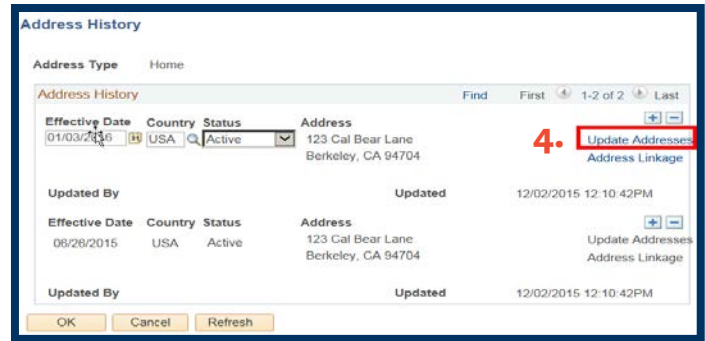 Address History
Address Type Home
Address History Find First 1-2 of 2 Last
Effective Date Country Status Address
01/03/2016 USA Active 123 Cal Bear Lane 4. Update Addresses
Berkeley, CA 94704 Address Linkage
Updated By Updated 12/02/2015 12:10:42PM
Effective Date Country Status Address
06/26/2015 USA Active 123 Cal Bear Lane Update Addresses
Berkeley, CA 94704 Address Linkage
Updated By Updated 12/02/2015 12:10:42PM
OK Cancel Refresh